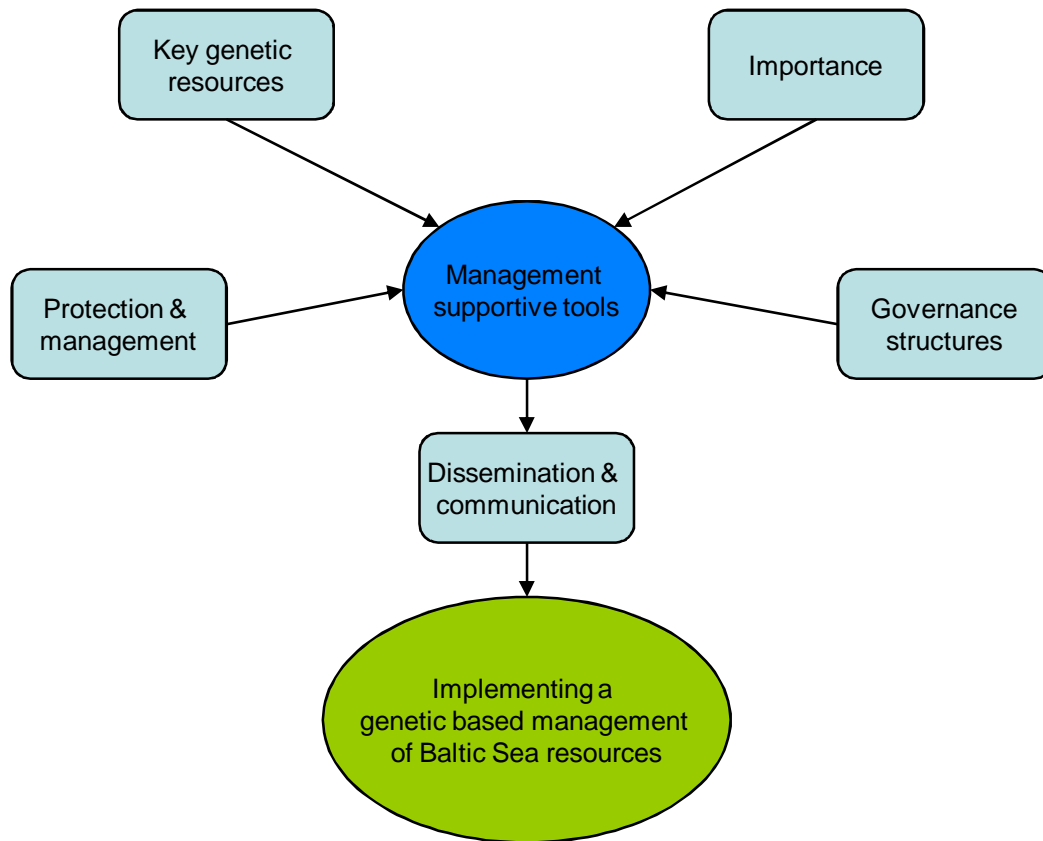 Key genetic
resources
Importance
Management
supportive tools
Protection &
management
Governance
structures
Dissemination &
communication
Implementing a
genetic based management
of Baltic Sea resources